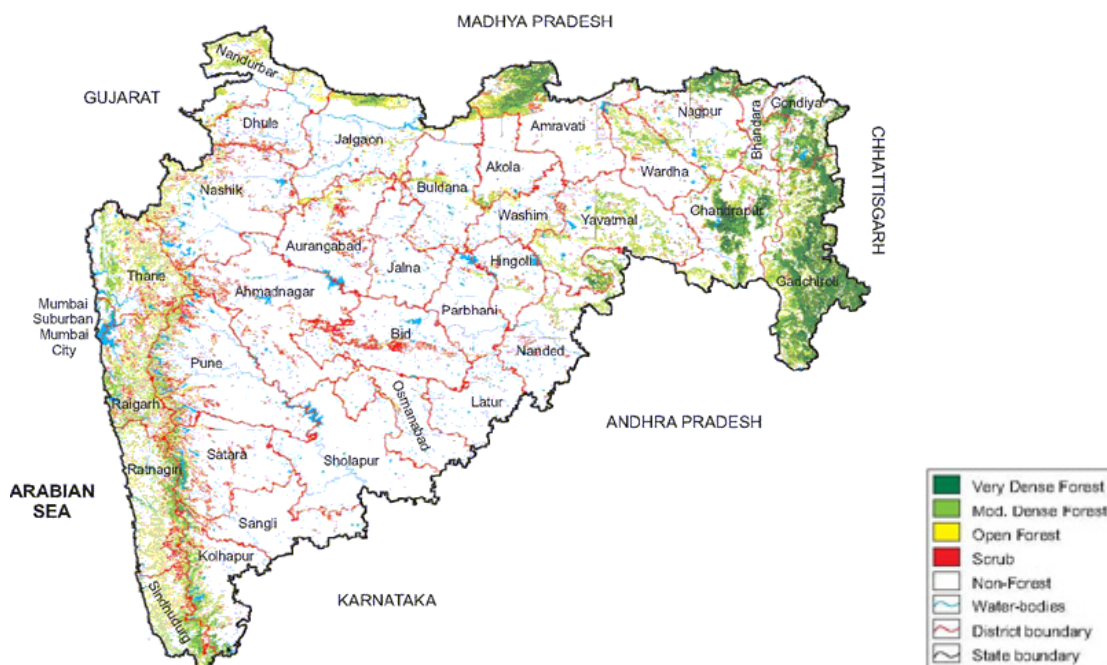 MADHYA PRADESH
Nandurbar
GUJARAT
Dhule
Jalgaon
Amravati
Nagpur
Bhandara
Gondiya
CHHATTISGARH
Nashik
Buldana
Akola
Wardha
Washim
Yavatmal
Chandrapur
Aurangabad
Jalna
Hingoli
Gadchiroli
Thane
Ahmadnagar
Parbhani
Mumbai
Suburban
Mumbai
City
Bid
Nanded
Pune
Latur
Osmanabad
Raigarh
ANDHRA PRADESH
Satara
Sholapur
Ratnagiri
ARABIAN
SEA
Sangli
Kolhapur
Sindhudurg
KARNATAKA
Very Dense Forest
Mod. Dense Forest
Open Forest
Scrub
Non-Forest
Water-bodies
District boundary
State boundary